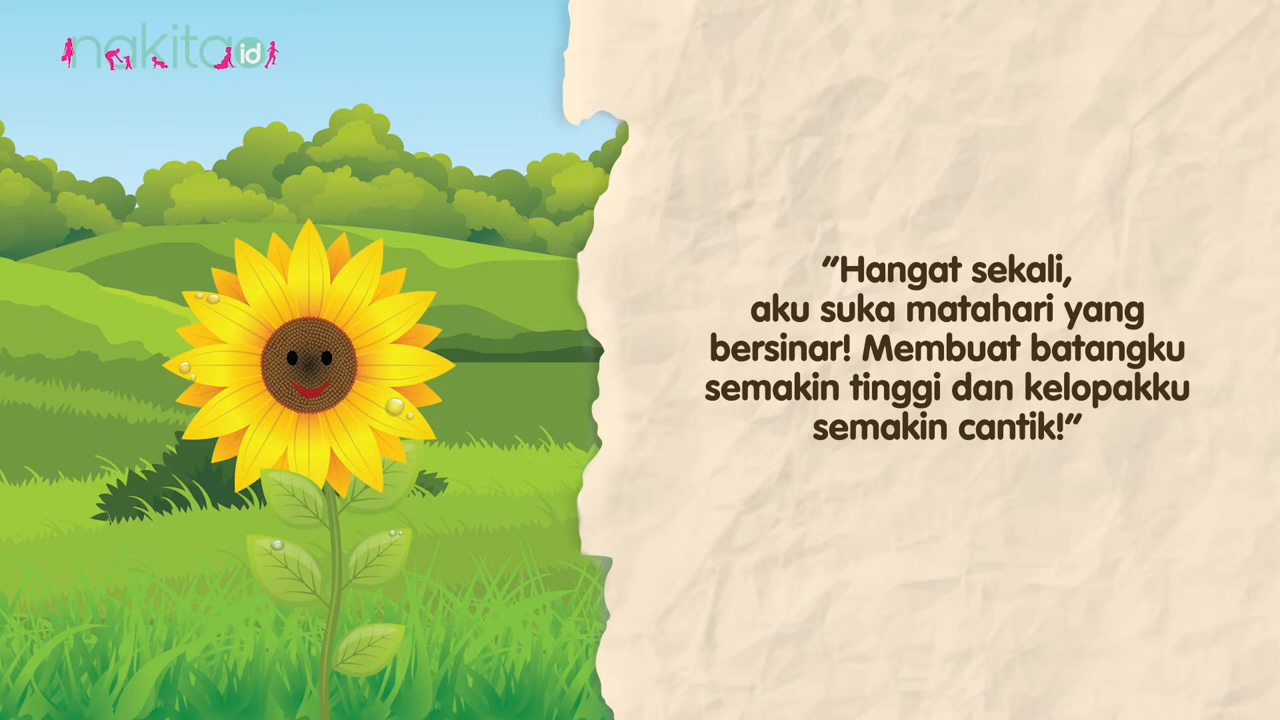 nakita id
"Hangat sekali,
aku suka matahari yang
bersinar! Membuat batangku
semakin tinggi dan kelopakku
semakin cantik!"